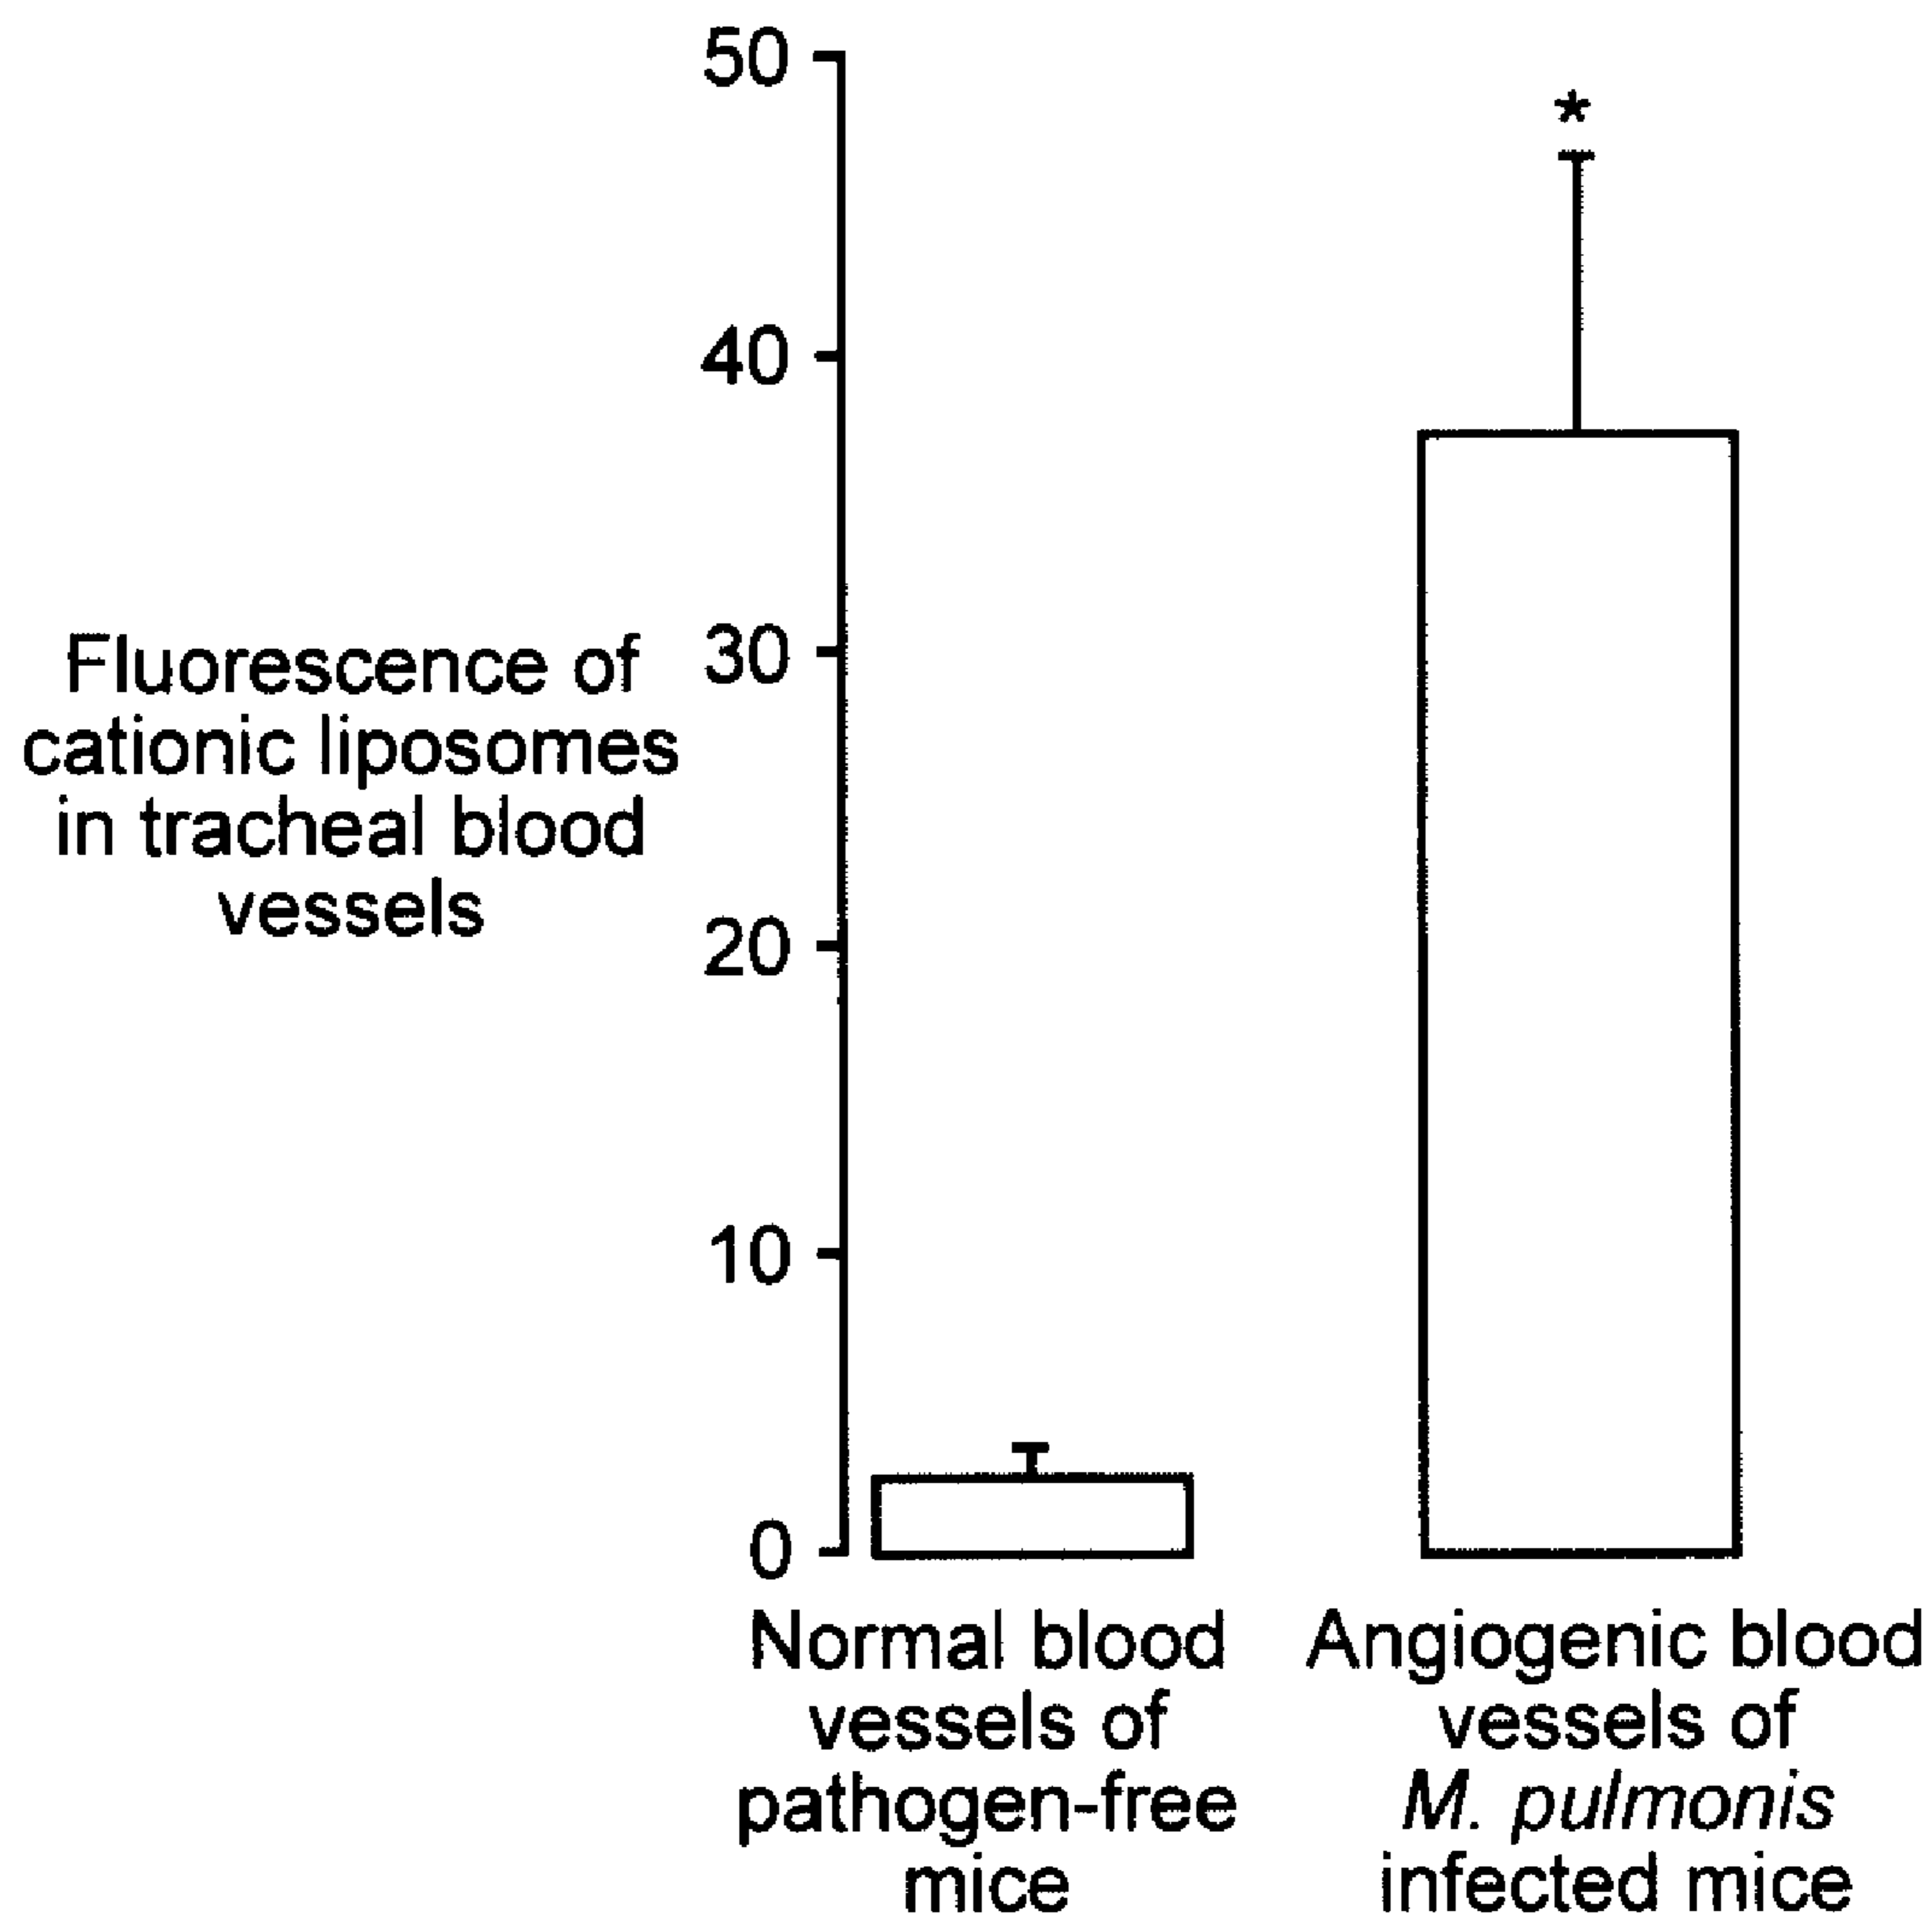 50
*
40
30
20
10
0
Fluorescence of
cationic liposomes
in tracheal blood
vessels
Normal blood
vessels of
pathogen-free
mice
Angiogenic blood
vessels of
M. pulmonis
infected mice